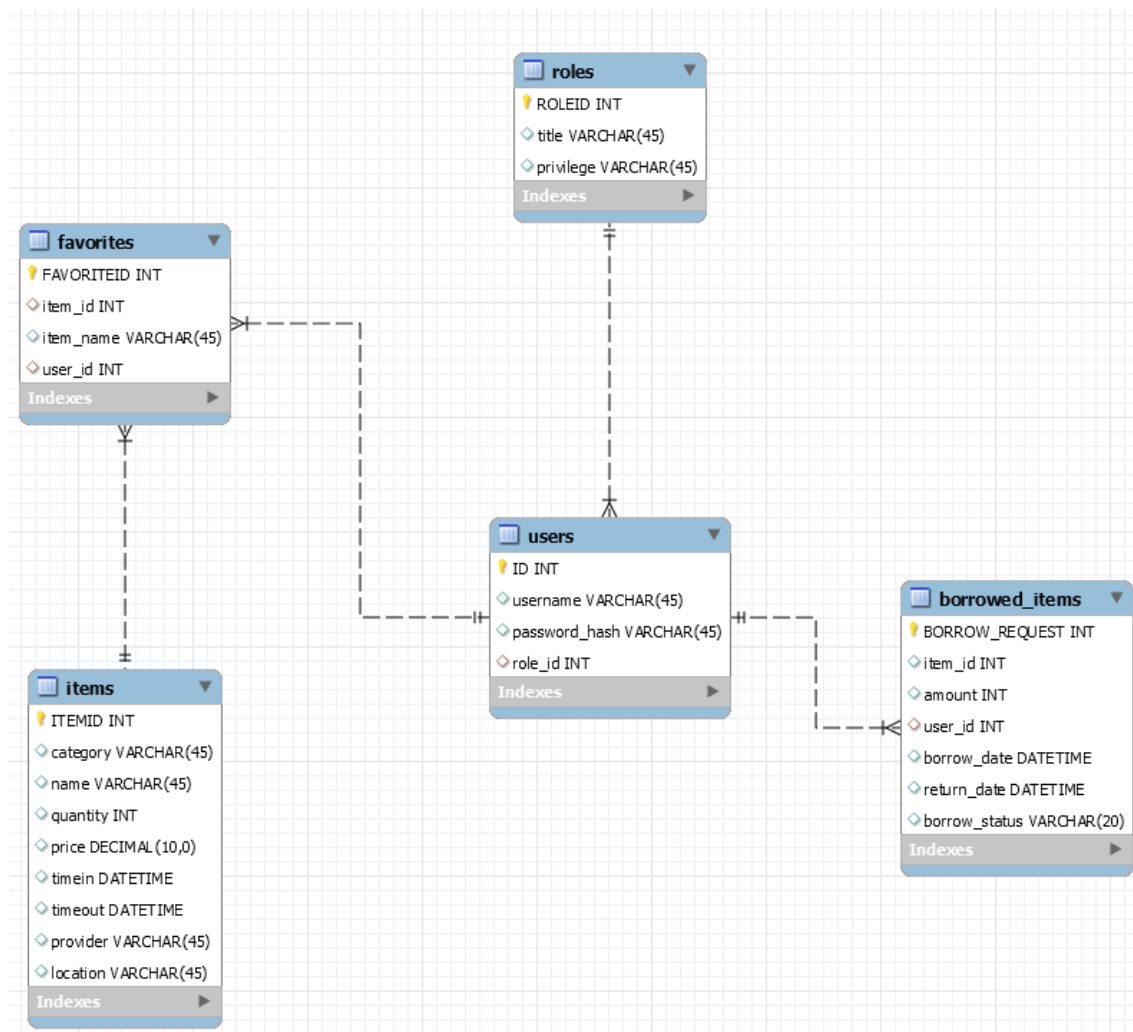 roles
ROLEID INT
title VARCHAR(45)
privilege VARCHAR(45)
Indexes
favorites
FAVORITEID INT
item_id INT
item_name VARCHAR(45)
user_id INT
Indexes
users
ID INT
username VARCHAR(45)
password_hash VARCHAR(45)
role_id INT
Indexes
borrowed_items
BORROW_REQUEST INT
item_id INT
amount INT
user_id INT
borrow_date DATETIME
return_date DATETIME
borrow_status VARCHAR(20)
Indexes
items
ITEMID INT
category VARCHAR(45)
name VARCHAR(45)
quantity INT
price DECIMAL(10,0)
timein DATETIME
timeout DATETIME
provider VARCHAR(45)
location VARCHAR(45)
Indexes